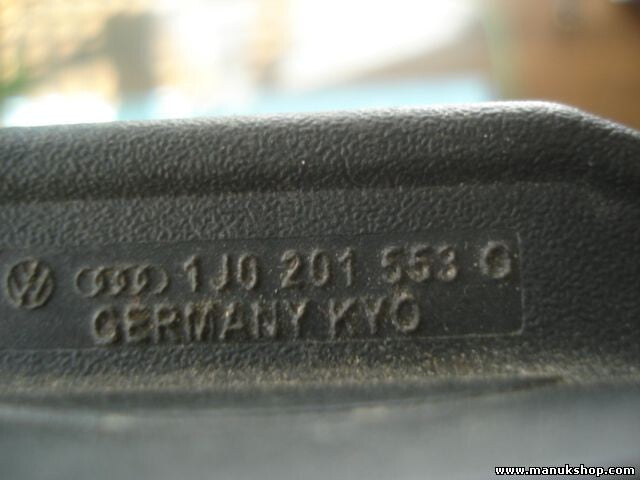 1J0 201 553 G
GERMANY KYO
www.manukshop.com